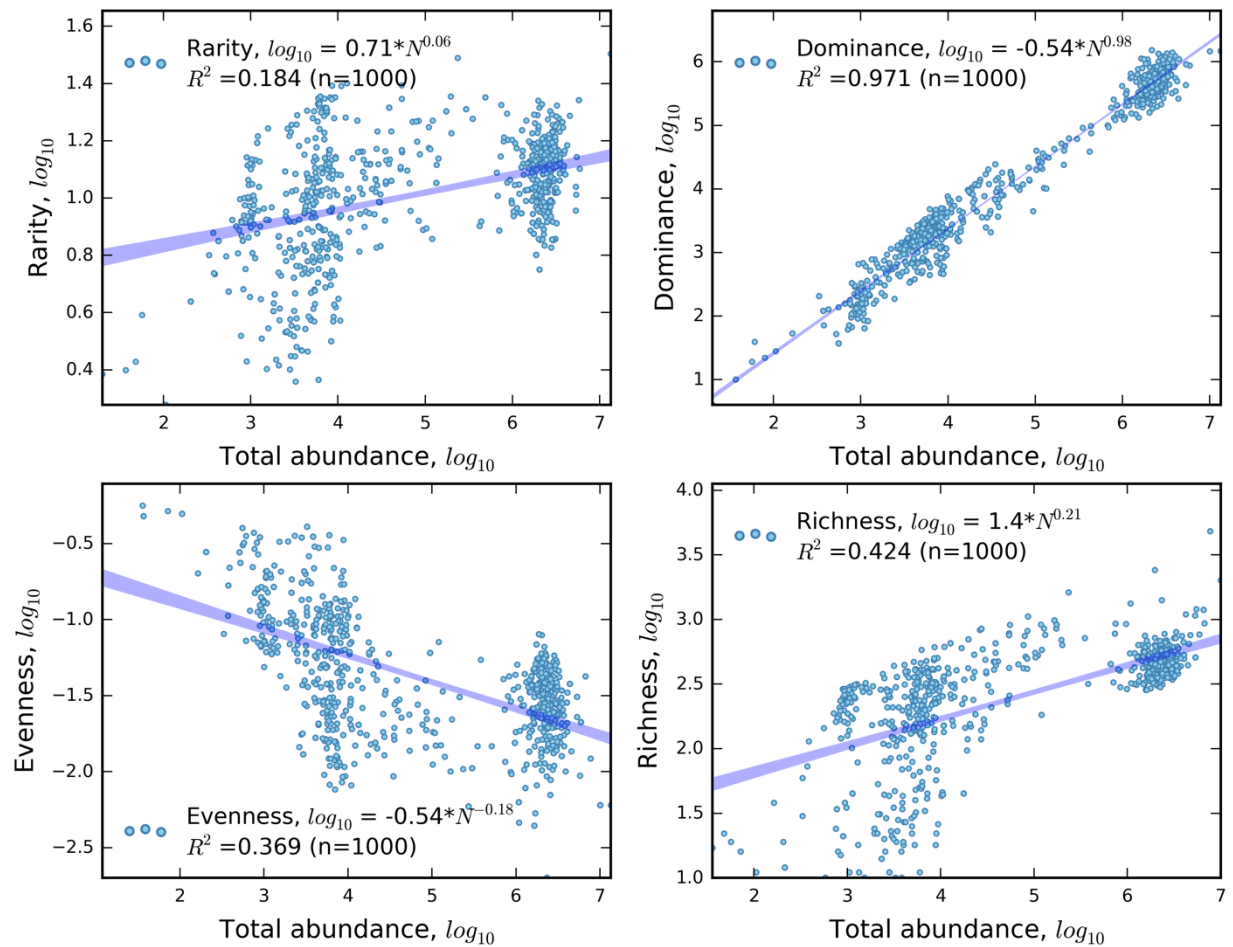 Rarity, log10 = 0.71*N^0.06
R^2 =0.184 (n=1000)
1.6
1.4
1.2
1.0
0.8
0.6
0.4
Rarity, log10
2 3 4 5 6 7
Total abundance, log10
Dominance, log10 = -0.54*N^0.98
R^2 =0.971 (n=1000)
6
5
4
3
2
1
Dominance, log10
2 3 4 5 6 7
Total abundance, log10
−0.5
−1.0
−1.5
−2.0
−2.5
Evenness, log10
Evenness, log10 = -0.54*N^−0.18
R^2 =0.369 (n=1000)
2 3 4 5 6 7
Total abundance, log10
Richness, log10 = 1.4*N^0.21
R^2 =0.424 (n=1000)
4.0
3.5
3.0
2.5
2.0
1.5
1.0
Richness, log10
2 3 4 5 6 7
Total abundance, log10